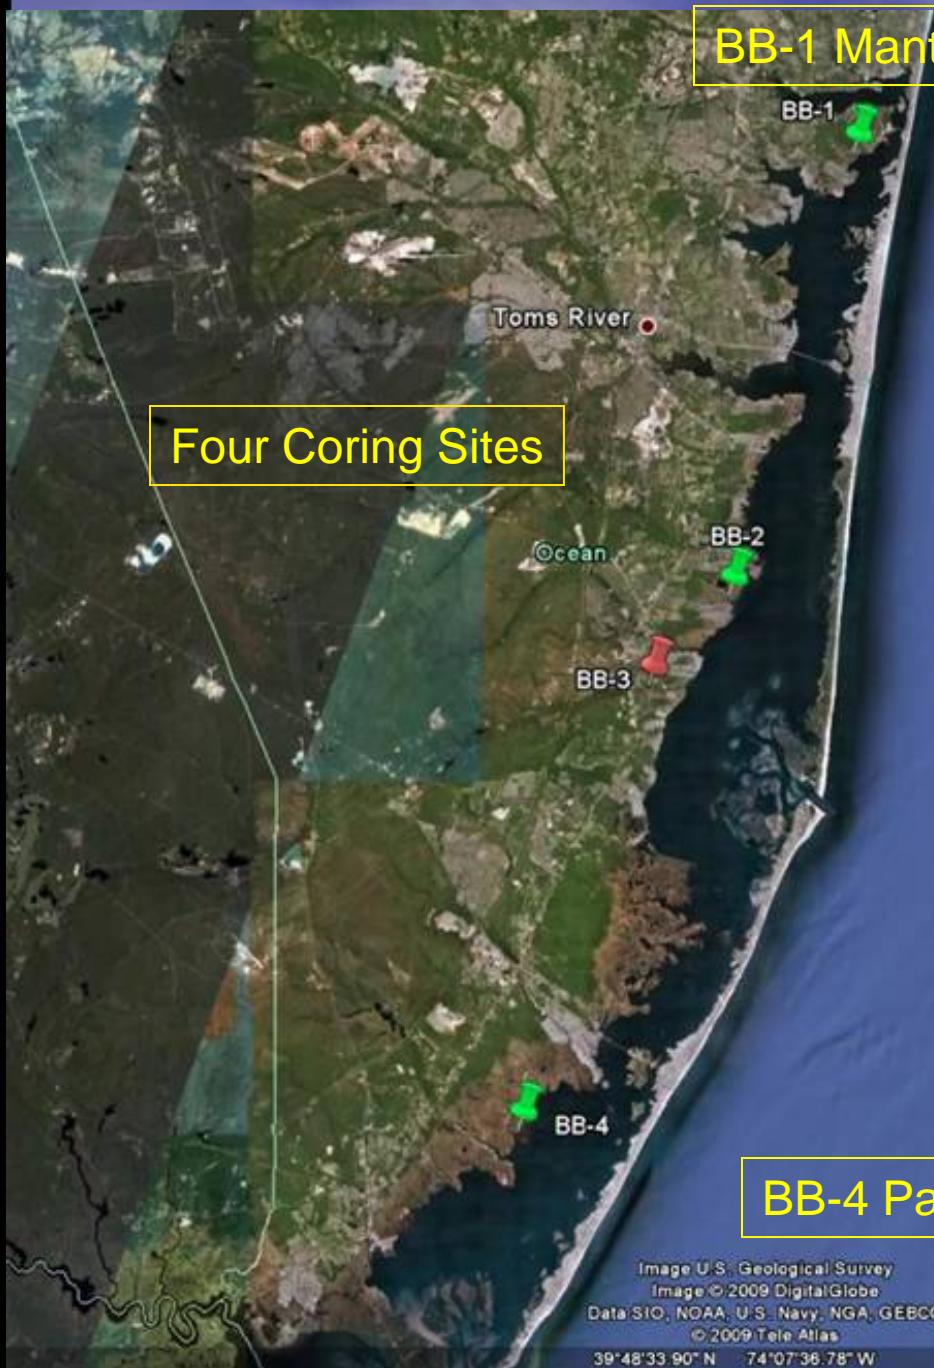 BB-1 Mant
BB-1
Toms River
Four Coring Sites
BB-2
Ocean
BB-3
BB-4
BB-4 Pa
Image U.S. Geological Survey
Image © 2009 DigitalGlobe
Data SIO, NOAA, U.S. Navy, NGA, GEBCO
© 2009 Tele Atlas
39°48'33.90" N 74°07'36.78" W